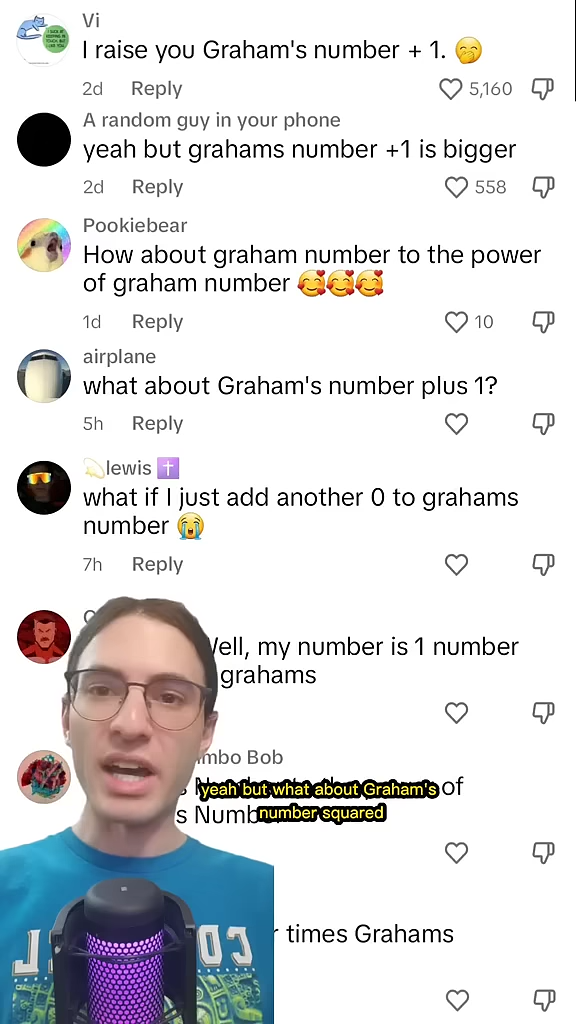 Vi
I raise you Graham's number + 1. 🤭
2d Reply 5,160
A random guy in your phone
yeah but grahams number +1 is bigger
2d Reply 558
Pookiebear
How about graham number to the power
of graham number 🥰🥰🥰
1d Reply 10
airplane
what about Graham's number plus 1?
5h Reply
💫lewis ✝️
what if I just add another 0 to grahams
number 😭
7h Reply
my number is 1 number
grahams
Bob
of
yeah but what about Graham's
number squared
times Grahams